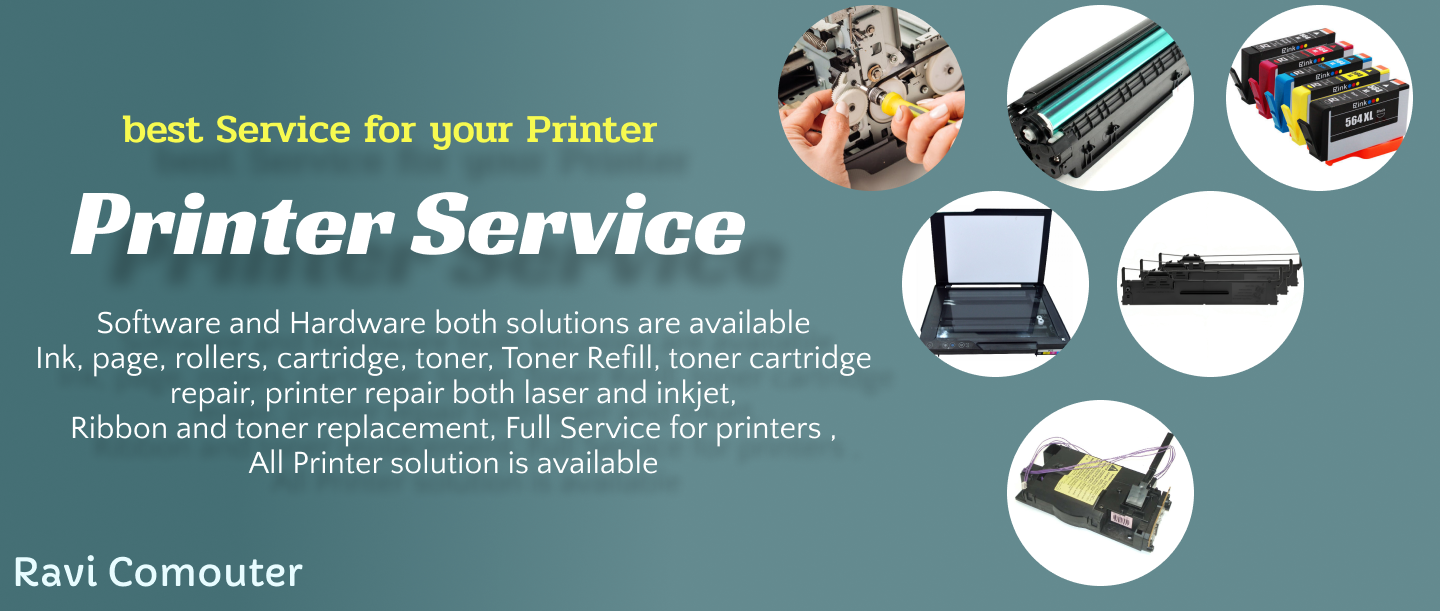 best Service for your Printer
Printer Service
Software and Hardware both solutions are available
Ink, page, rollers, cartridge, toner, Toner Refill, toner cartridge
repair, printer repair both laser and inkjet,
Ribbon and toner replacement, Full Service for printers ,
All Printer solution is available
Ravi Comouter
564 XL